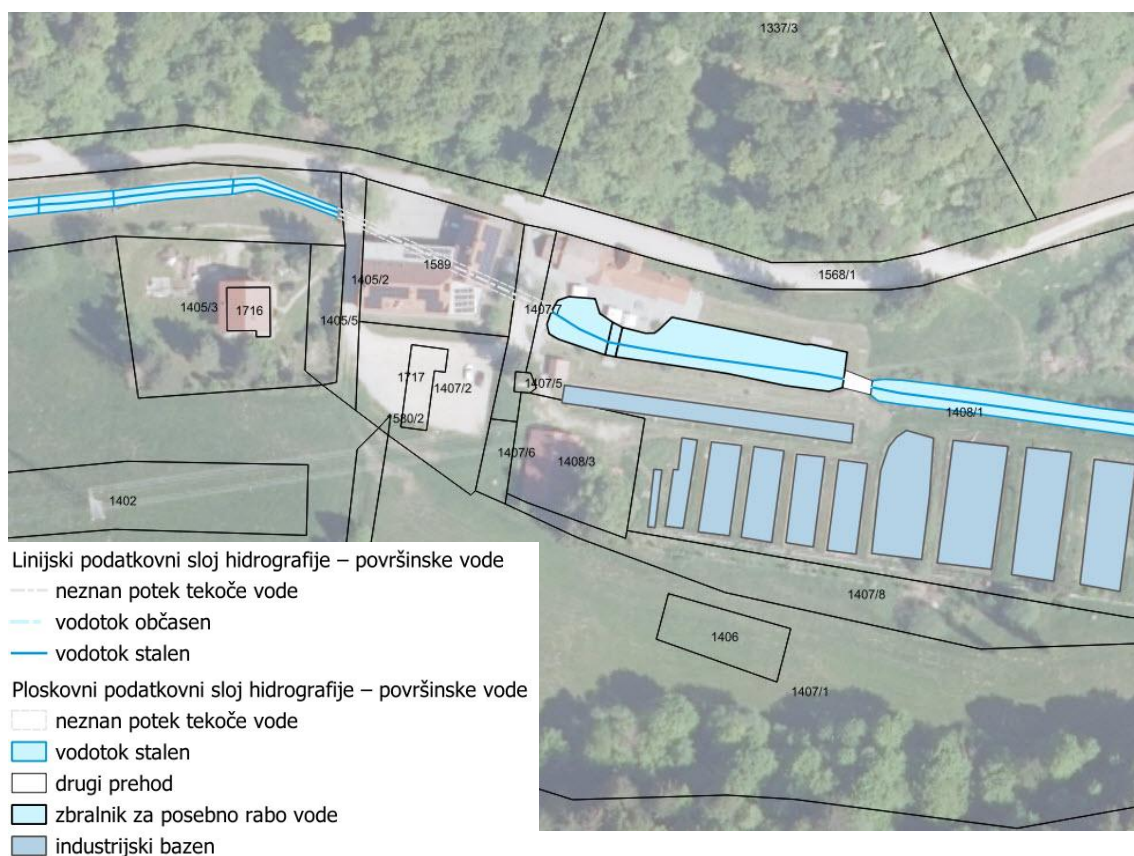 1337/3
1568/1
1589
1405/2
1405/3
1716
1405/5
1407/7
1717
1407/2
1407/5
1408/1
1580/2
1407/6
1408/3
1402
1407/8
1406
1407/1
Linijski podatkovni sloj hidrografije – površinske vode
neznan potek tekoče vode
vodotok občasen
vodotok stalen
Ploskovni podatkovni sloj hidrografije – površinske vode
neznan potek tekoče vode
vodotok stalen
drugi prehod
zbralnik za posebno rabo vode
industrijski bazen